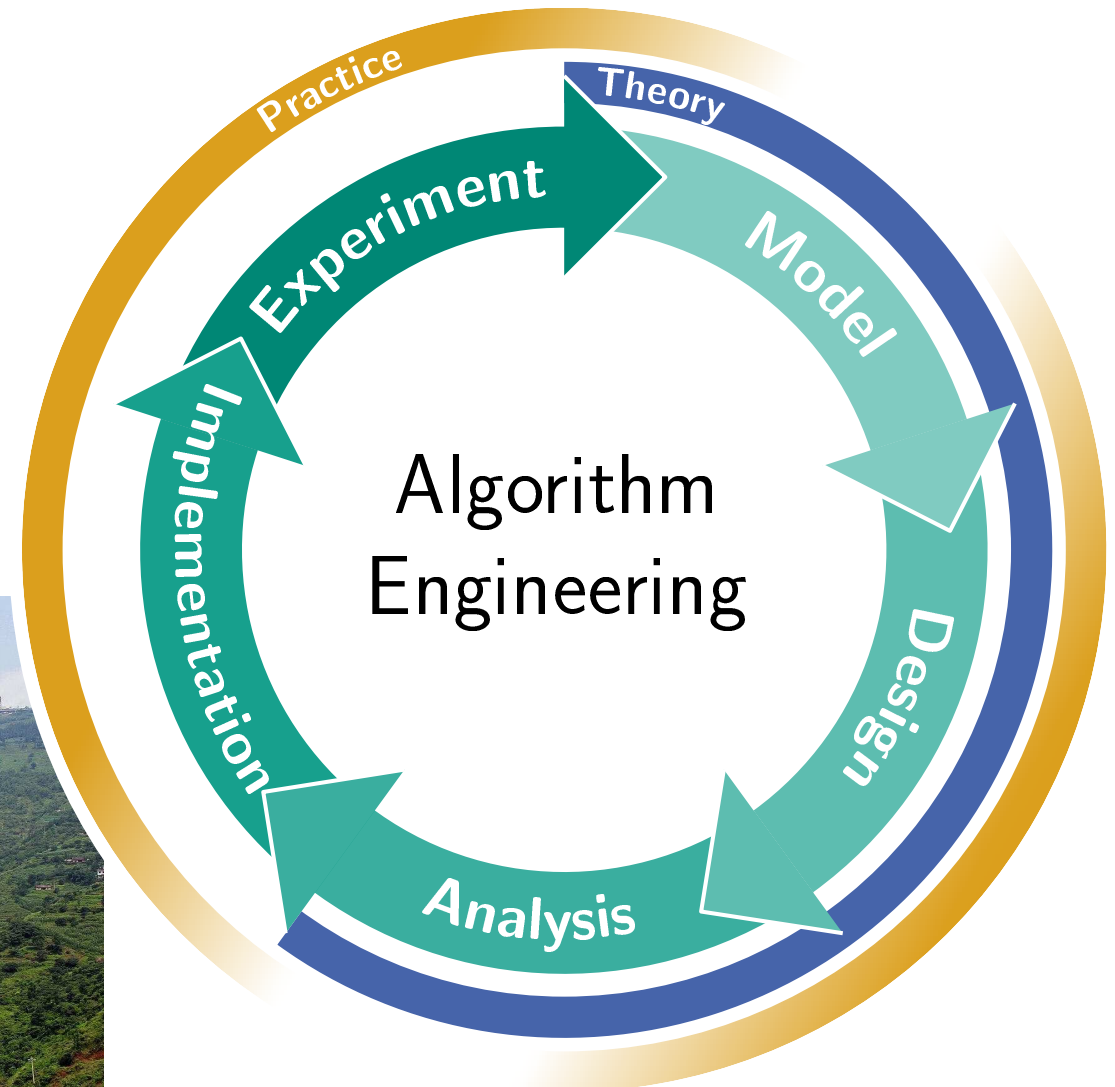 Practice
Theory
Experiment
Model
Implementation
Algorithm
Engineering
Design
Analysis